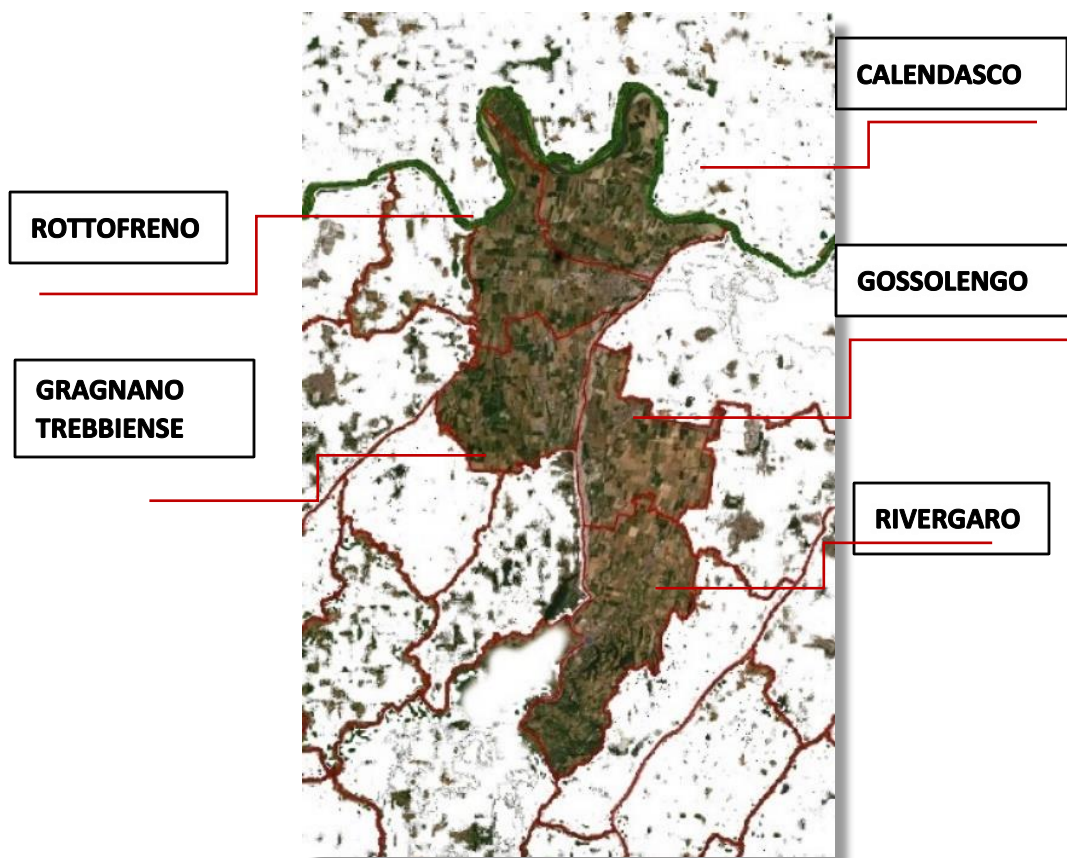 CALENDASCO
ROTTOFRENO
GOSSOLENGO
GRAGNANO
TREBBIENSE
RIVERGARO